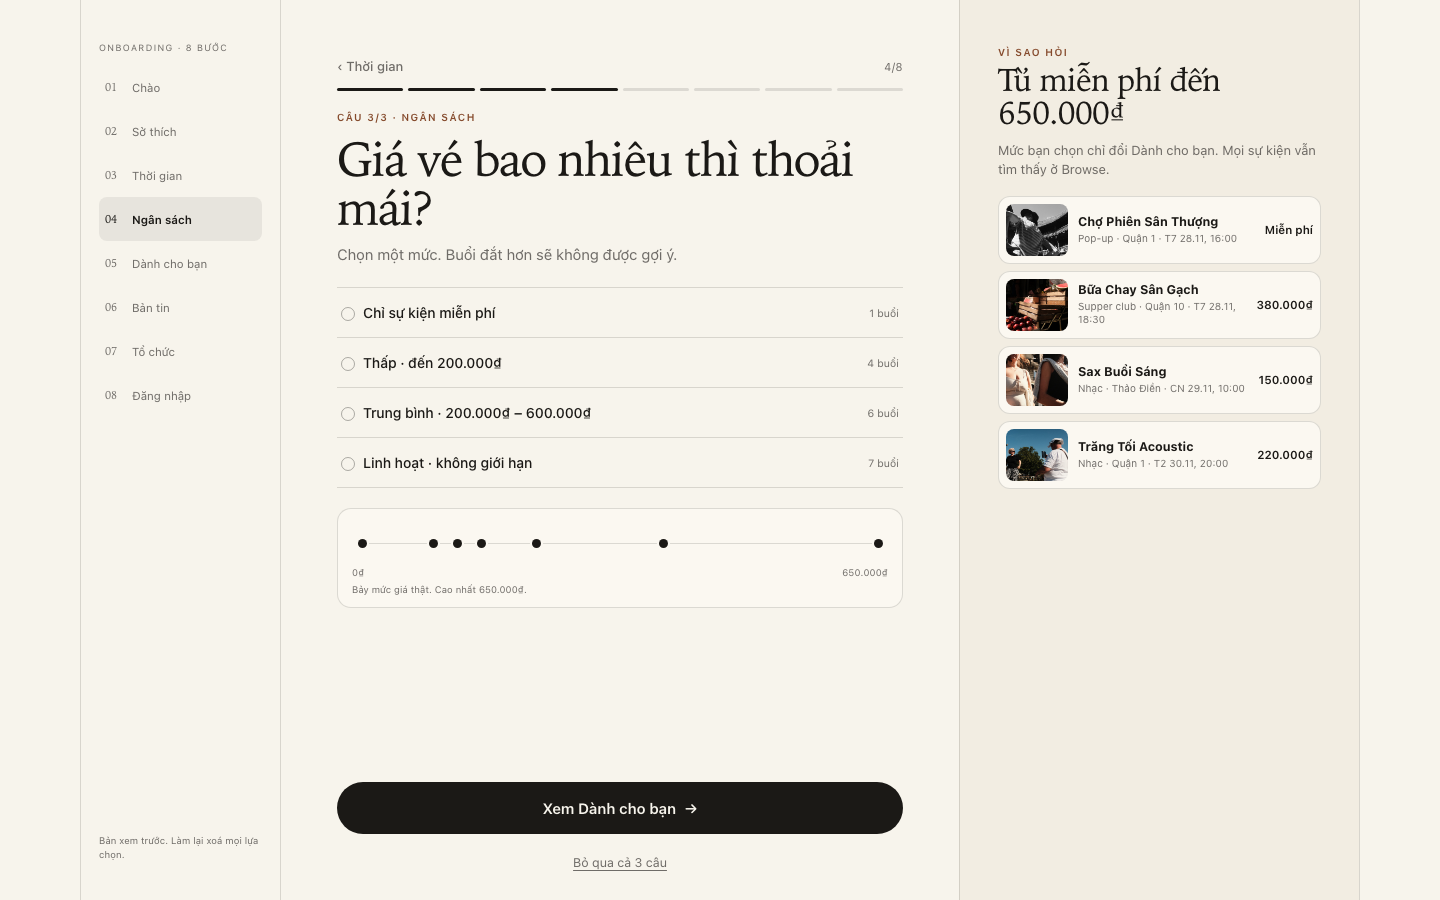 ONBOARDING · 8 BƯỚC
01 Chào
02 Sở thích
03 Thời gian
04 Ngân sách
05 Dành cho bạn
06 Bản tin
07 Tổ chức
08 Đăng nhập
Bản xem trước. Làm lại xoá mọi lựa
chọn.
‹ Thời gian 4/8
CÂU 3/3 · NGÂN SÁCH
Giá vé bao nhiêu thì thoải
mái?
Chọn một mức. Buổi đắt hơn sẽ không được gợi ý.
Chỉ sự kiện miễn phí 1 buổi
Thấp · đến 200.000₫ 4 buổi
Trung bình · 200.000₫ – 600.000₫ 6 buổi
Linh hoạt · không giới hạn 7 buổi
0₫ 650.000₫
Bảy mức giá thật. Cao nhất 650.000₫.
Xem Dành cho bạn →
Bỏ qua cả 3 câu
VÌ SAO HỎI
Từ miễn phí đến
650.000₫
Mức bạn chọn chỉ đổi Dành cho bạn. Mọi sự kiện vẫn
tìm thấy ở Browse.
Chợ Phiên Sân Thượng
Pop-up · Quận 1 · T7 28.11, 16:00
Miễn phí
Bữa Chay Sân Gạch
Supper club · Quận 10 · T7 28.11,
18:30
380.000₫
Sax Buổi Sáng
Nhạc · Thảo Điền · CN 29.11, 10:00
150.000₫
Trăng Tối Acoustic
Nhạc · Quận 1 · T2 30.11, 20:00
220.000₫